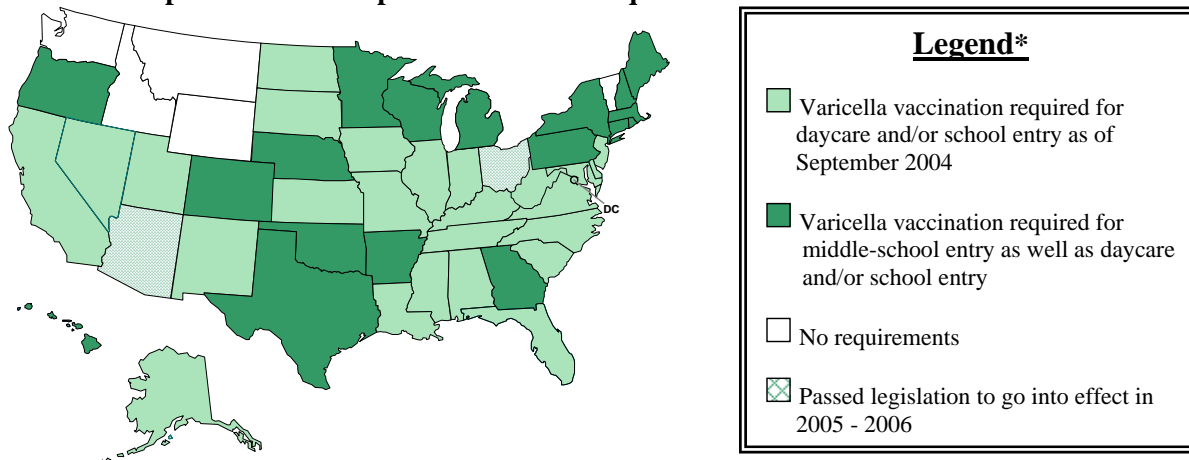 DC
Legend*
Varicella vaccination required for
daycare and/or school entry as of
September 2004
Varicella vaccination required for
middle-school entry as well as daycare
and/or school entry
No requirements
Passed legislation to go into effect in
2005 - 2006